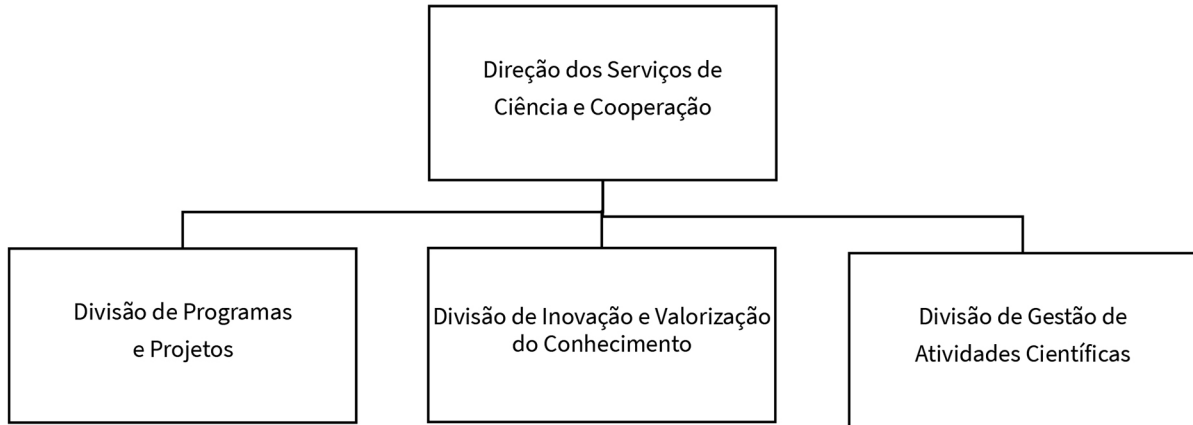 Direção dos Serviços de
Ciência e Cooperação
Divisão de Programas
e Projetos
Divisão de Inovação e Valorização
do Conhecimento
Divisão de Gestão de
Atividades Científicas